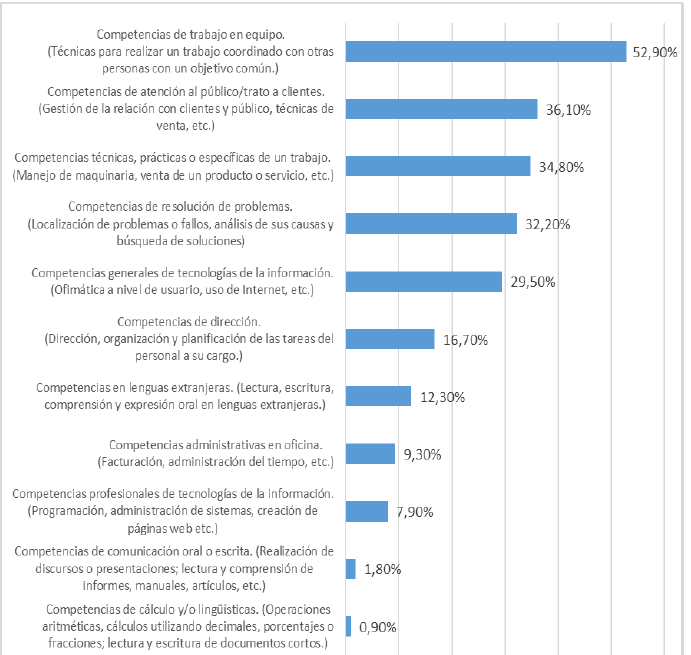 Competencias de trabajo en equipo.
(Técnicas para realizar un trabajo coordinado con otras
personas con un objetivo común.)
52,90%
Competencias de atención al público/trato a clientes.
(Gestión de la relación con clientes y público, técnicas de
venta, etc.)
36,10%
Competencias técnicas, prácticas o específicas de un trabajo.
(Manejo de maquinaria, venta de un producto o servicio, etc.)
34,80%
Competencias de resolución de problemas.
(Localización de problemas o fallos, análisis de sus causas y
búsqueda de soluciones)
32,20%
Competencias generales de tecnologías de la información.
(Ofimática a nivel de usuario, uso de Internet, etc.)
29,50%
Competencias de dirección.
(Dirección, organización y planificación de las tareas del
personal a su cargo.)
16,70%
Competencias en lenguas extranjeras. (Lectura, escritura,
comprensión y expresión oral en lenguas extranjeras.)
12,30%
Competencias administrativas en oficina.
(Facturación, administración del tiempo, etc.)
9,30%
Competencias profesionales de tecnologías de la información.
(Programación, administración de sistemas, creación de
páginas web etc.)
7,90%
Competencias de comunicación oral o escrita. (Realización de
discursos o presentaciones; lectura y comprensión de
informes, manuales, artículos, etc.)
1,80%
Competencias de cálculo y/o lingüísticas. (Operaciones
aritméticas, cálculos utilizando decimales, porcentajes o
fracciones; lectura y escritura de documentos cortos.)
0,90%